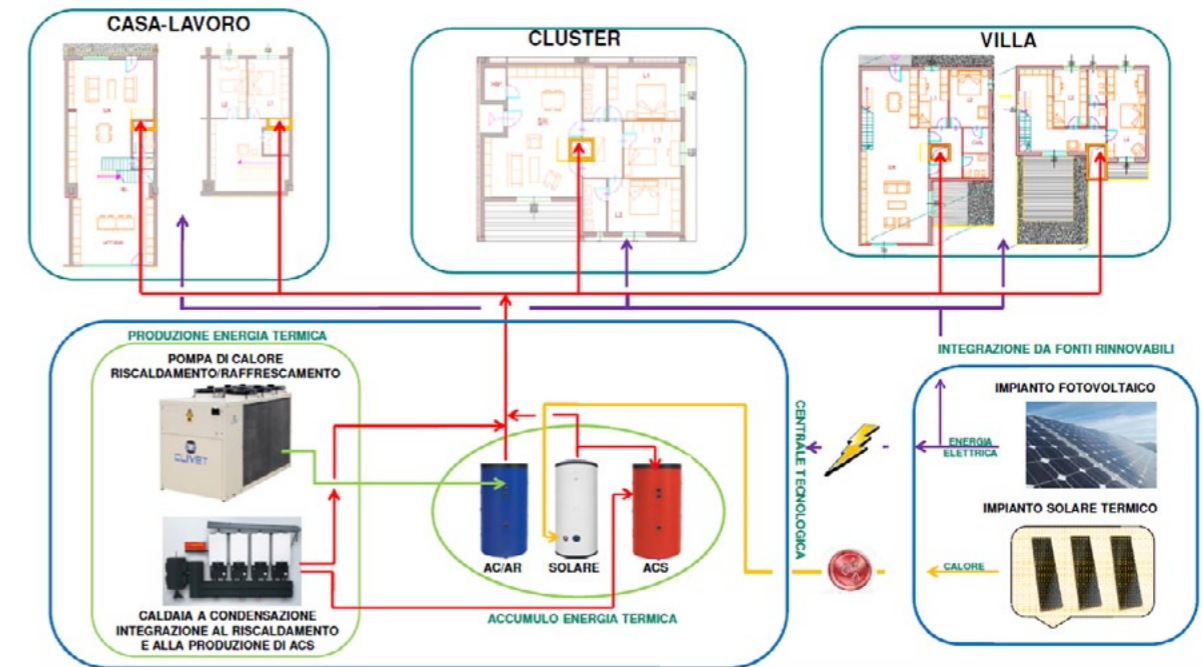 CASA-LAVORO
CLUSTER
VILLA
PRODUZIONE ENERGIA TERMICA
POMPA DI CALORE
RISCALDAMENTO/RAFFRESCAMENTO
CLIVET
CALDAIA A CONDENSAZIONE
INTEGRAZIONE AL RISCALDAMENTO
E ALLA PRODUZIONE DI ACS
AC/AR
SOLARE
ACS
ACCUMULO ENERGIA TERMICA
CENTRALE TECNOLOGICA
INTEGRAZIONE DA FONTI RINNOVABILI
IMPIANTO FOTOVOLTAICO
ENERGIA
ELETTRICA
IMPIANTO SOLARE TERMICO
CALORE